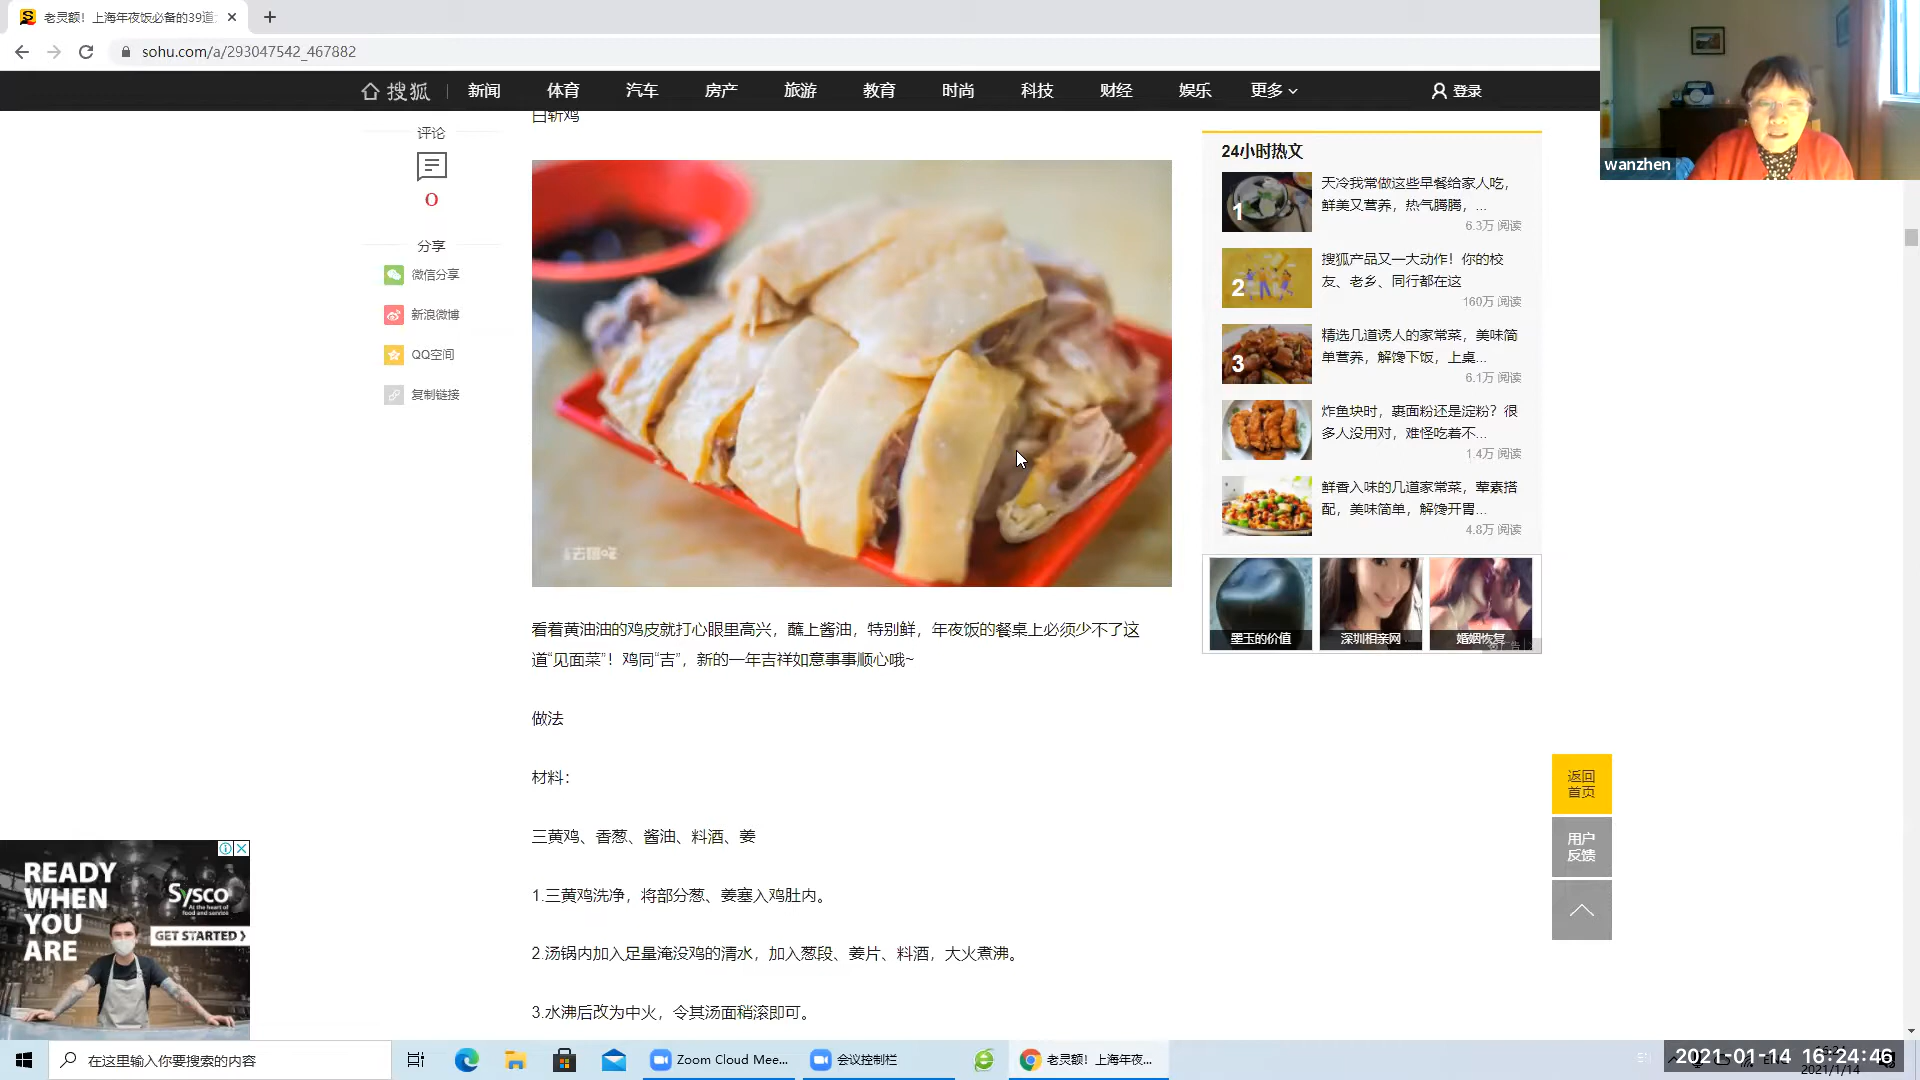 老灵额！上海年夜饭必备的39道
sohu.com/a/293047542_467882
搜狐 新闻 体育 汽车 房产 旅游 教育 时尚 科技 财经 娱乐 更多 登录
wanzhen
白斩鸡
评论
0
分享
微信分享
新浪微博
QQ空间
复制链接
看着黄油油的鸡皮就打心眼里高兴，蘸上酱油，特别鲜，年夜饭的餐桌上必须少不了这
道“见面菜”！鸡同“吉”，新的一年吉祥如意事事顺心哦~
做法
材料：
三黄鸡、香葱、酱油、料酒、姜
1.三黄鸡洗净，将部分葱、姜塞入鸡肚内。
2.汤锅内加入足量淹没鸡的清水，加入葱段、姜片、料酒，大火煮沸。
3.水沸后改为中火，令其汤面稍滚即可。
24小时热文
1
天冷我常做这些早餐给家人吃，
鲜美又营养，热气腾腾，...
6.3万 阅读
2
搜狐产品又一大动作！你的校
友、老乡、同行都在这
160万 阅读
3
精选几道诱人的家常菜，美味简
单营养，解馋下饭，上桌...
6.1万 阅读
炸鱼块时，裹面粉还是淀粉？很
多人没用对，难怪吃着不...
1.4万 阅读
鲜香入味的几道家常菜，荤素搭
配，美味简单，解馋开胃...
4.8万 阅读
墨玉的价值 深圳相亲网 婚姻恢复
返回
首页
用户
反馈
READY
WHEN
YOU
ARE
Sysco
At the heart of
food and service
GET STARTED
在这里输入你要搜索的内容
Zoom Cloud Mee...
会议控制栏
老灵额！上海年夜...
2021-01-14 16:24:46
2021/1/14